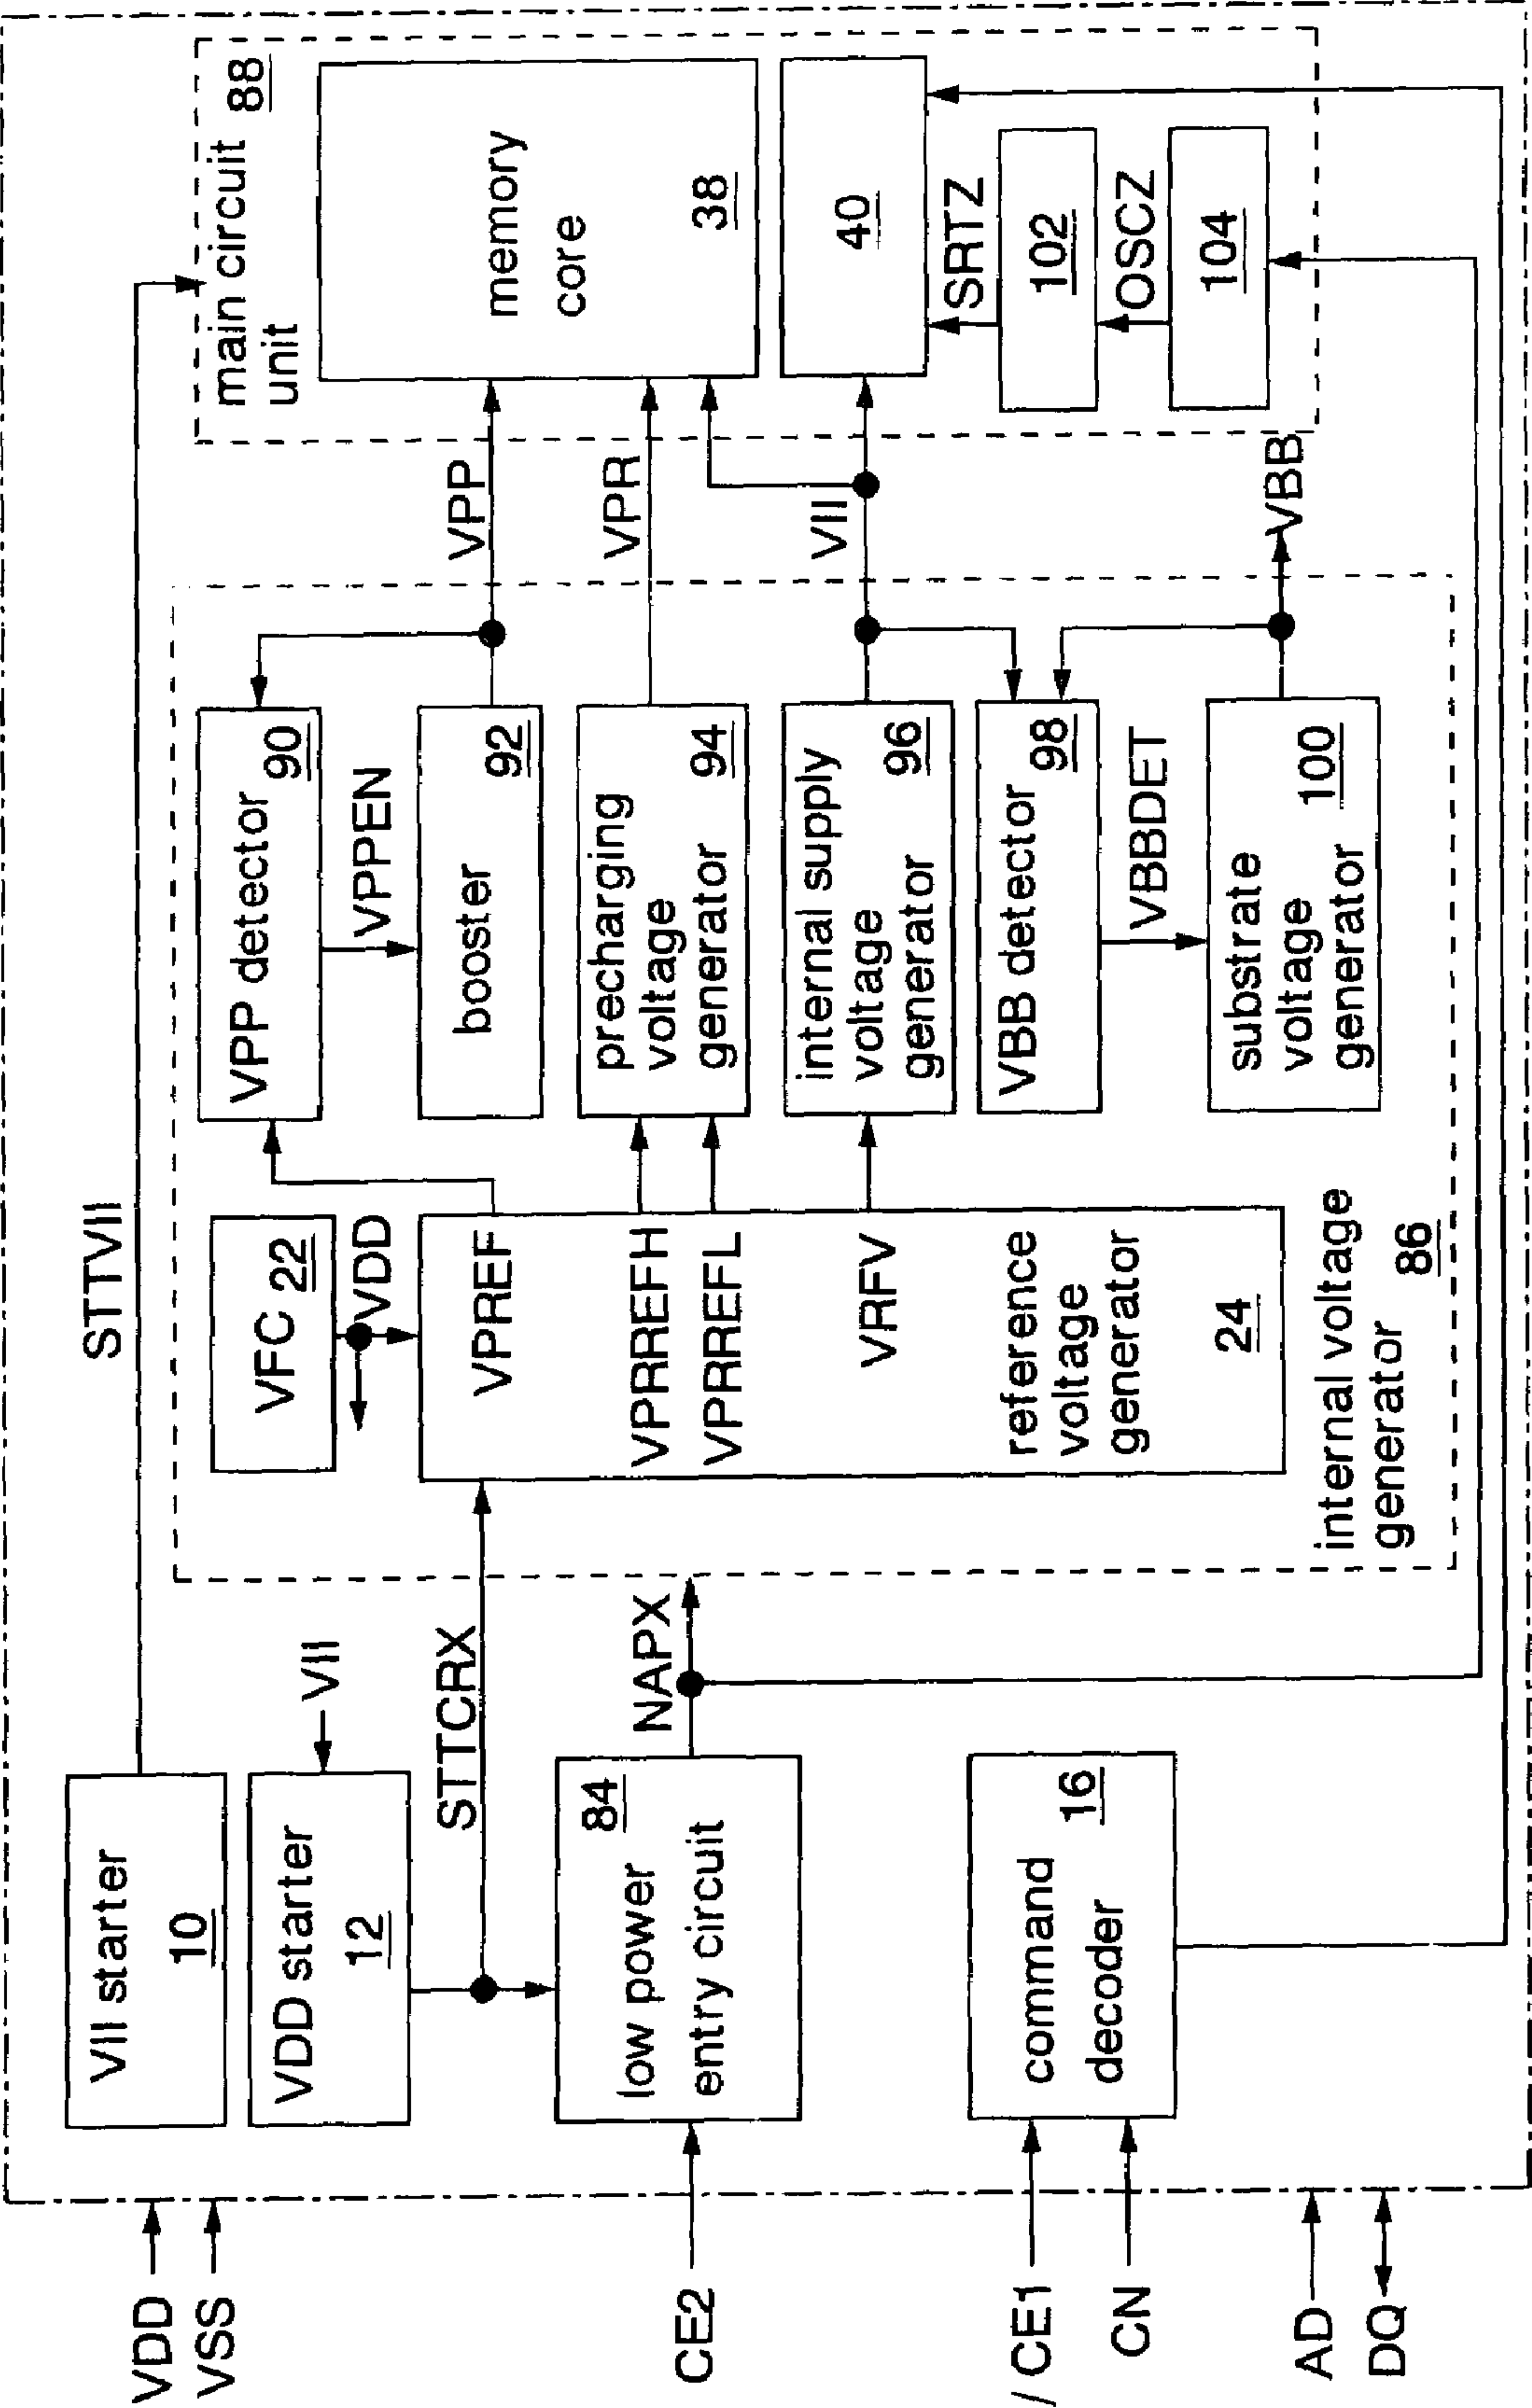 STTVII
VDD
VSS
VII starter
10
VDD starter
12
VII
STTCRX
CE2
low power
entry circuit
84
NAPX
/ CE1
CN
command
decoder
16
AD
DQ
VFC 22
VDD
VPREF
VPRREFH
VPRREFL
VRFV
reference
voltage
generator
24
internal voltage
generator
86
VPP detector
90
VPPEN
booster
92
precharging
voltage
generator
94
internal supply
voltage
generator
96
VBB detector
98
VBBDET
substrate
voltage
generator
100
VPP
VPR
VII
VBB
main circuit
unit
88
memory
core
38
40
SRTZ
102
OSCZ
104